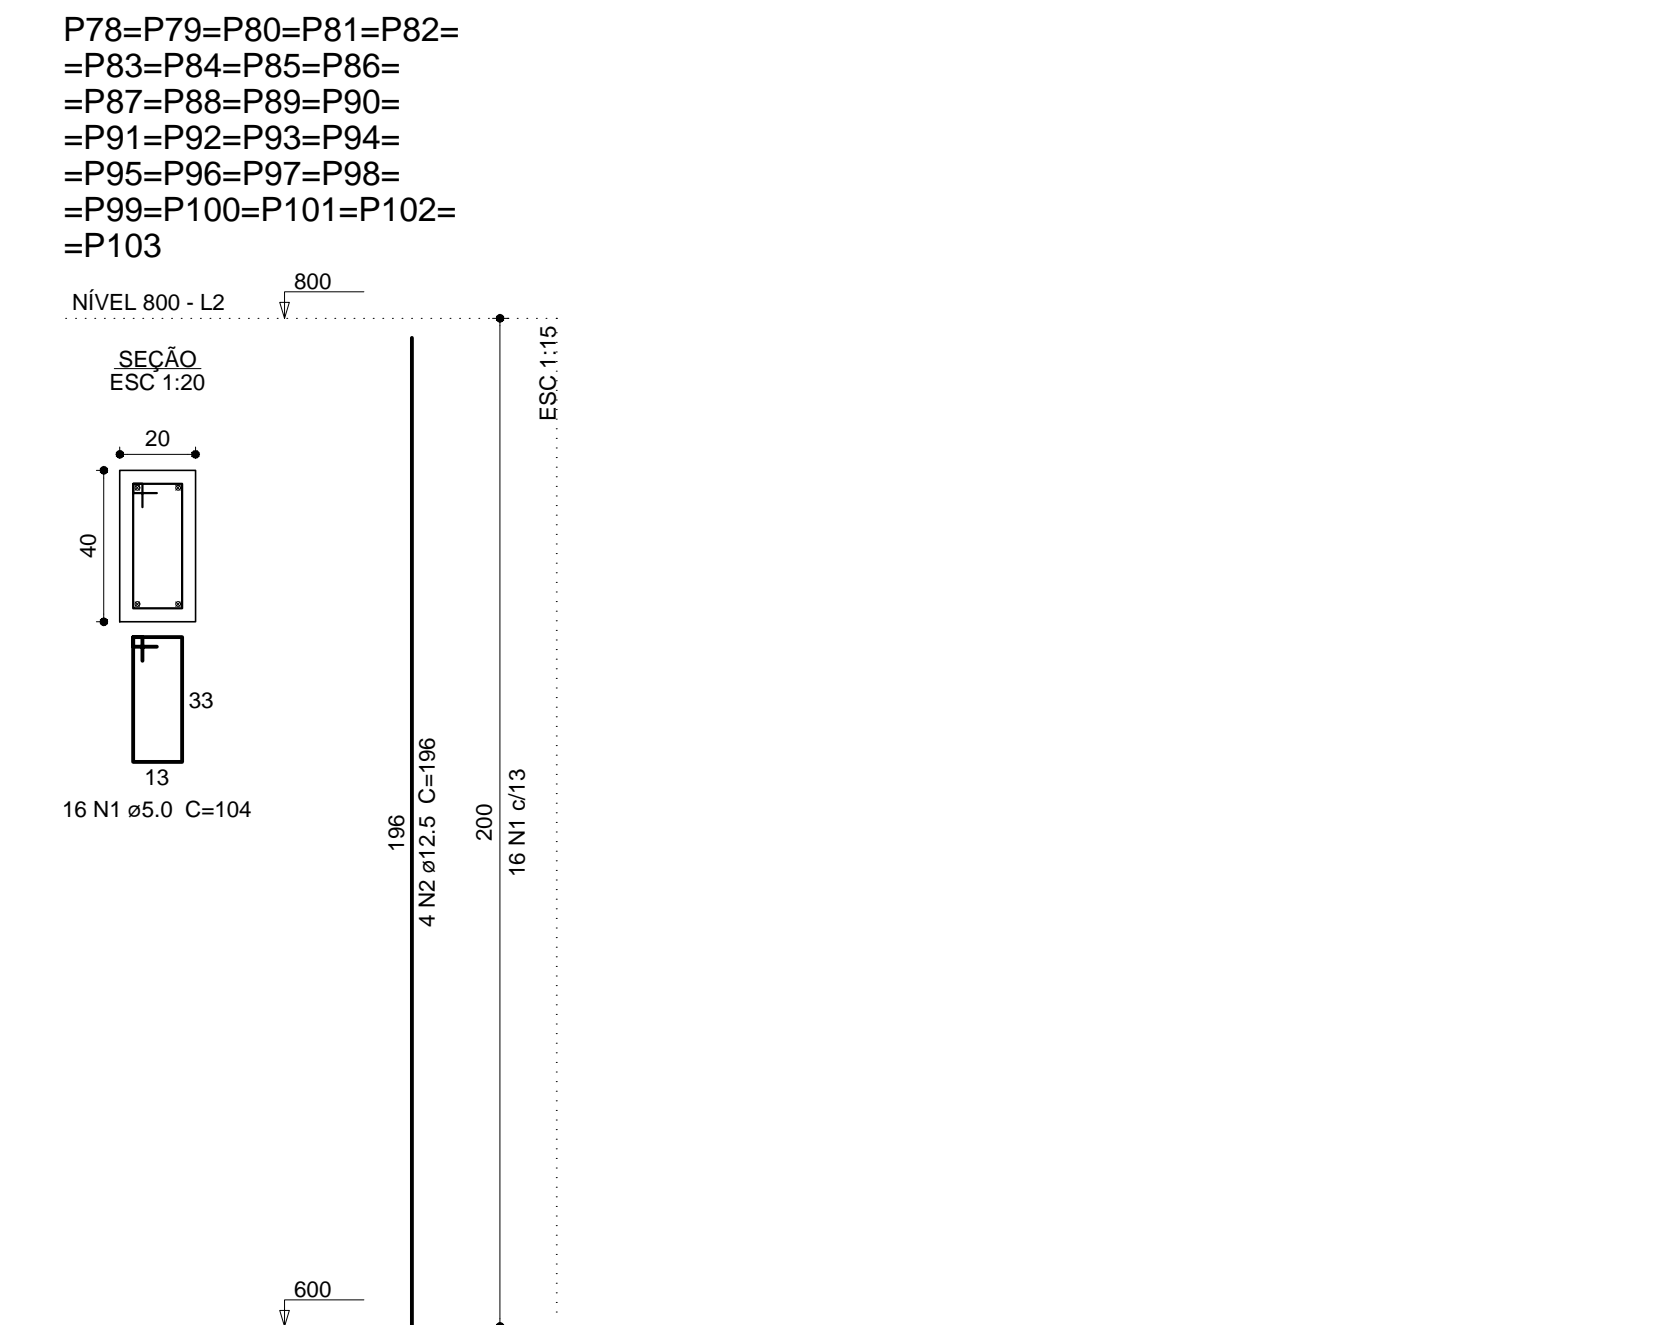 P78=P79=P80=P81=P82=
=P83=P84=P85=P86=
=P87=P88=P89=P90=
=P91=P92=P93=P94=
=P95=P96=P97=P98=
=P99=P100=P101=P102=
=P103
800
NÍVEL 800 - L2
ESC 1:15
SEÇÃO
ESC 1:20
20
40
33
13
16 N1 ø5.0  C=104
196
4 N2 ø12.5  C=196
200
16 N1 c/13
600